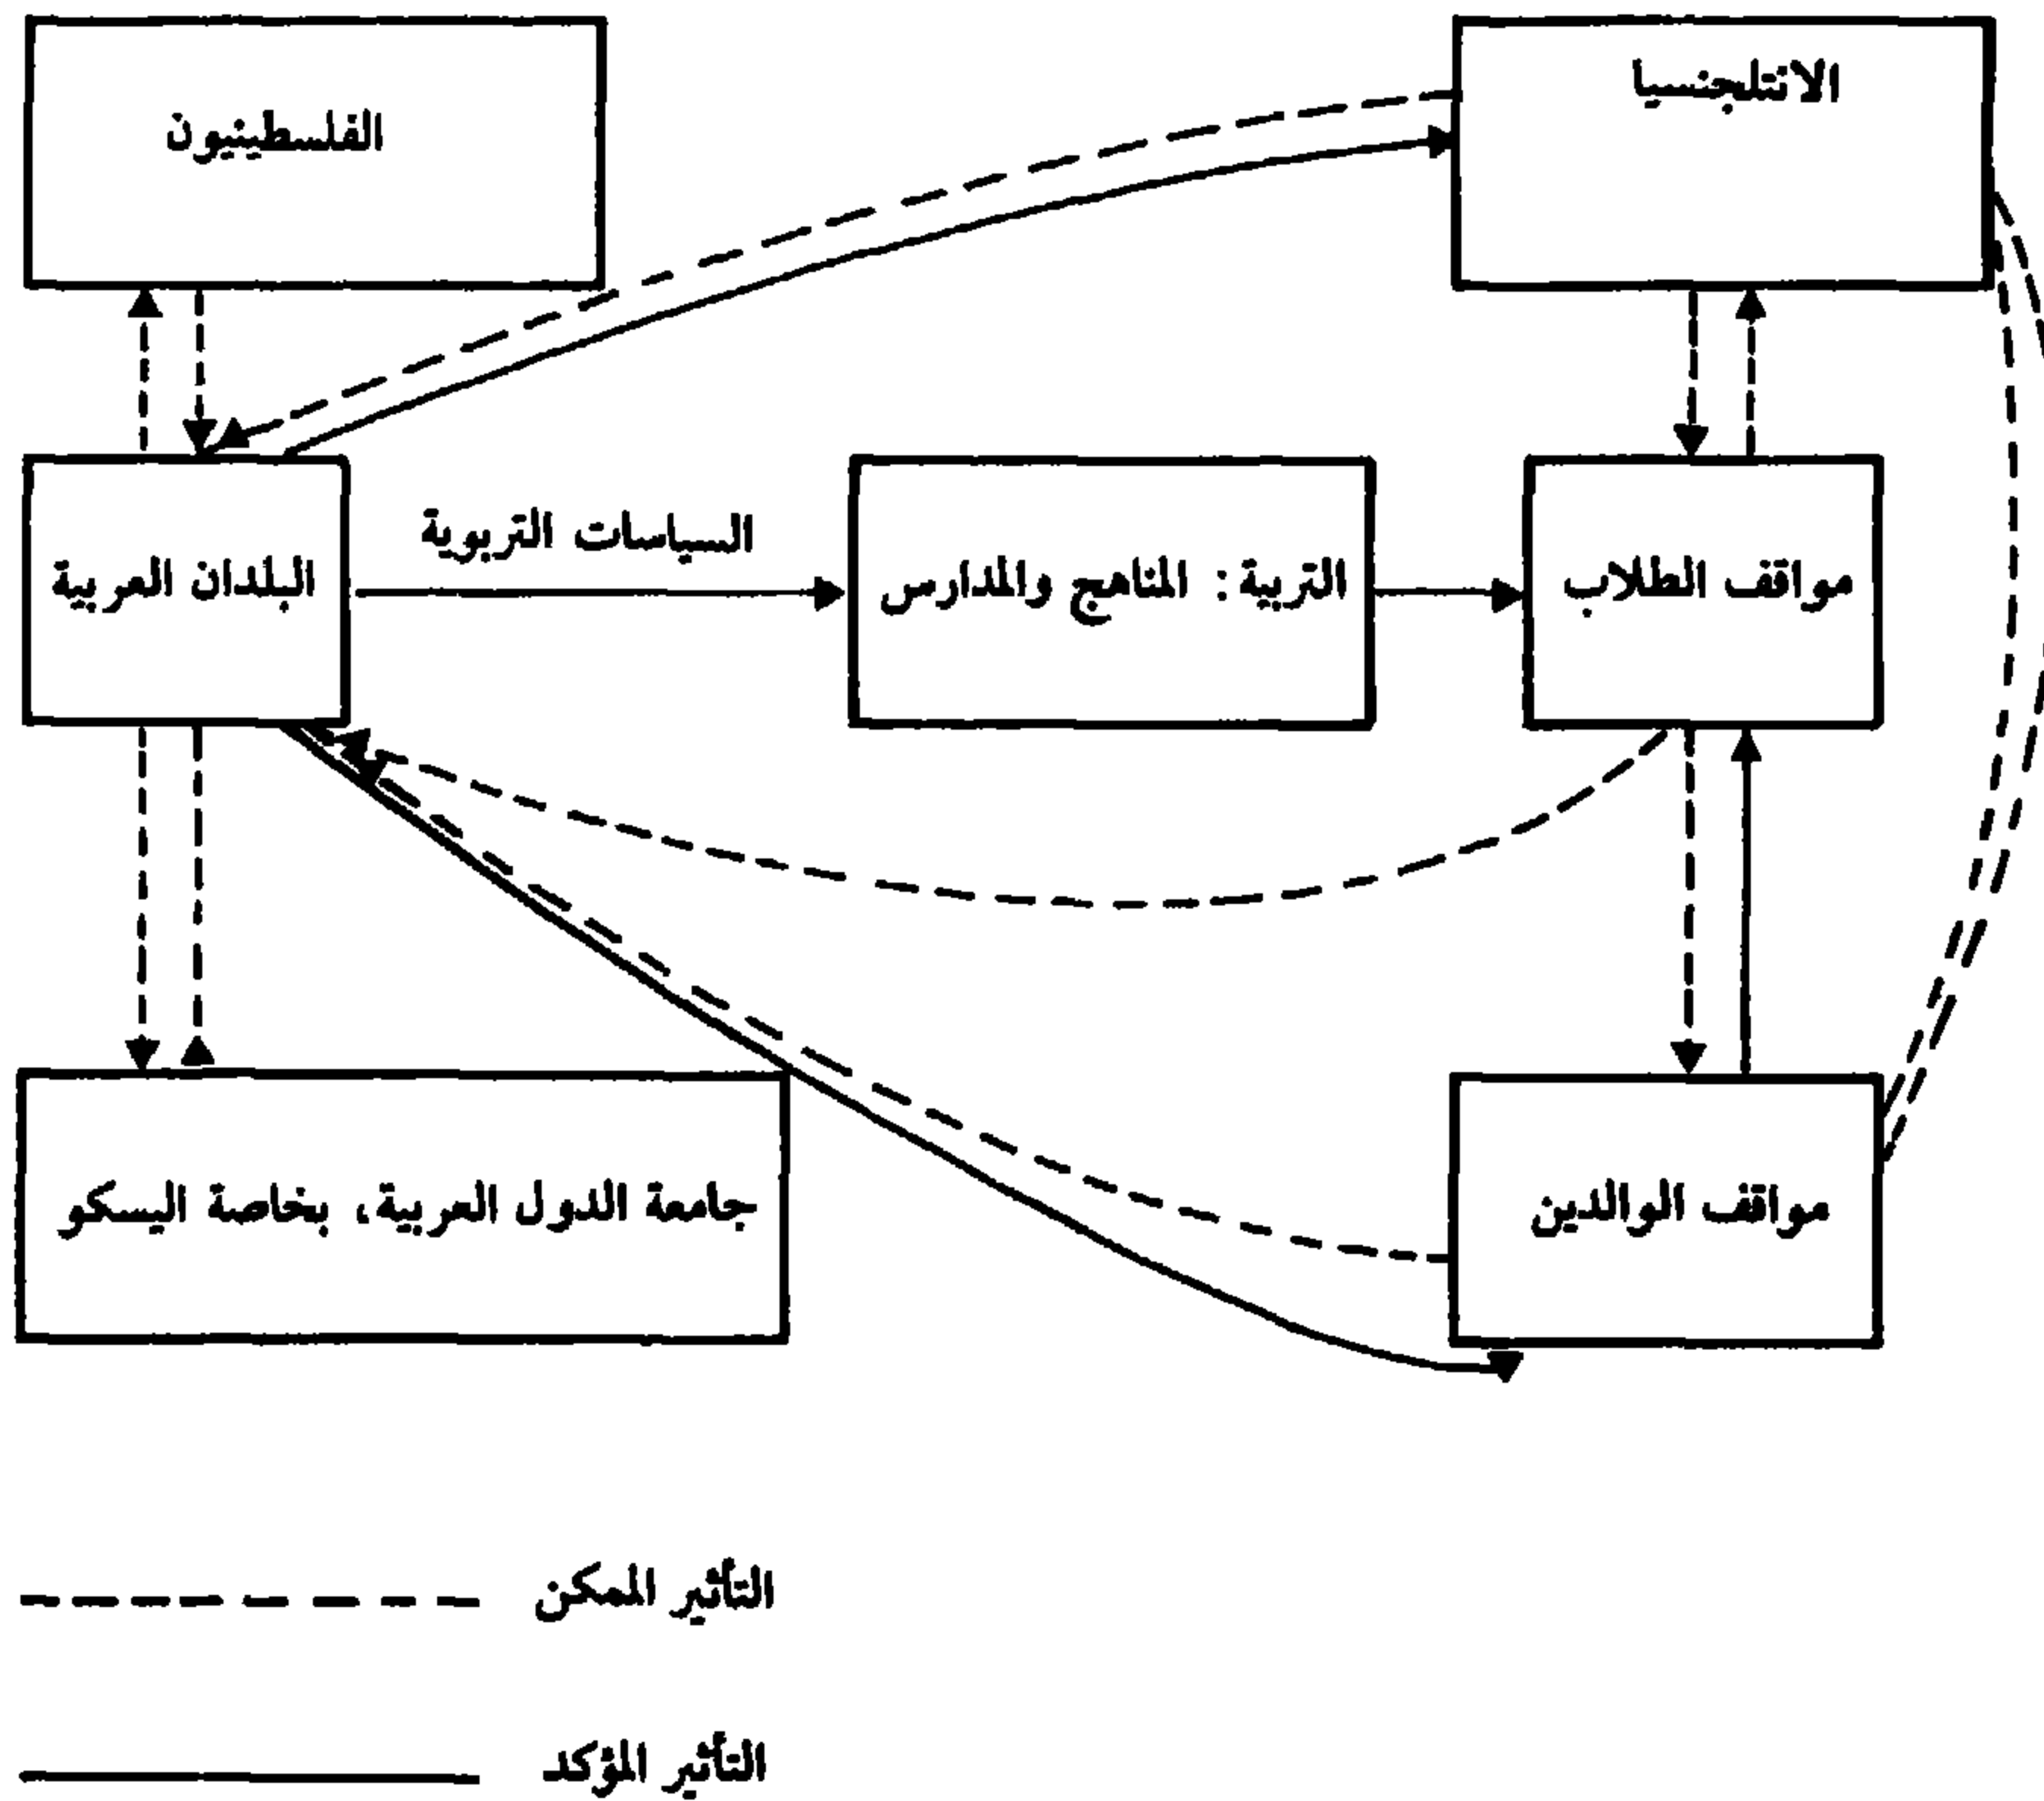 الانتلجنسيا
الفلسطينيون
السياسات التربوية
مواقف الطلاب
التربية: المناهج والمدارس
البلدان العربية
مواقف الوالدين
جامعة الدول العربية، بخاصة اليسكو
التأثير الممكن
التأثير المؤكد